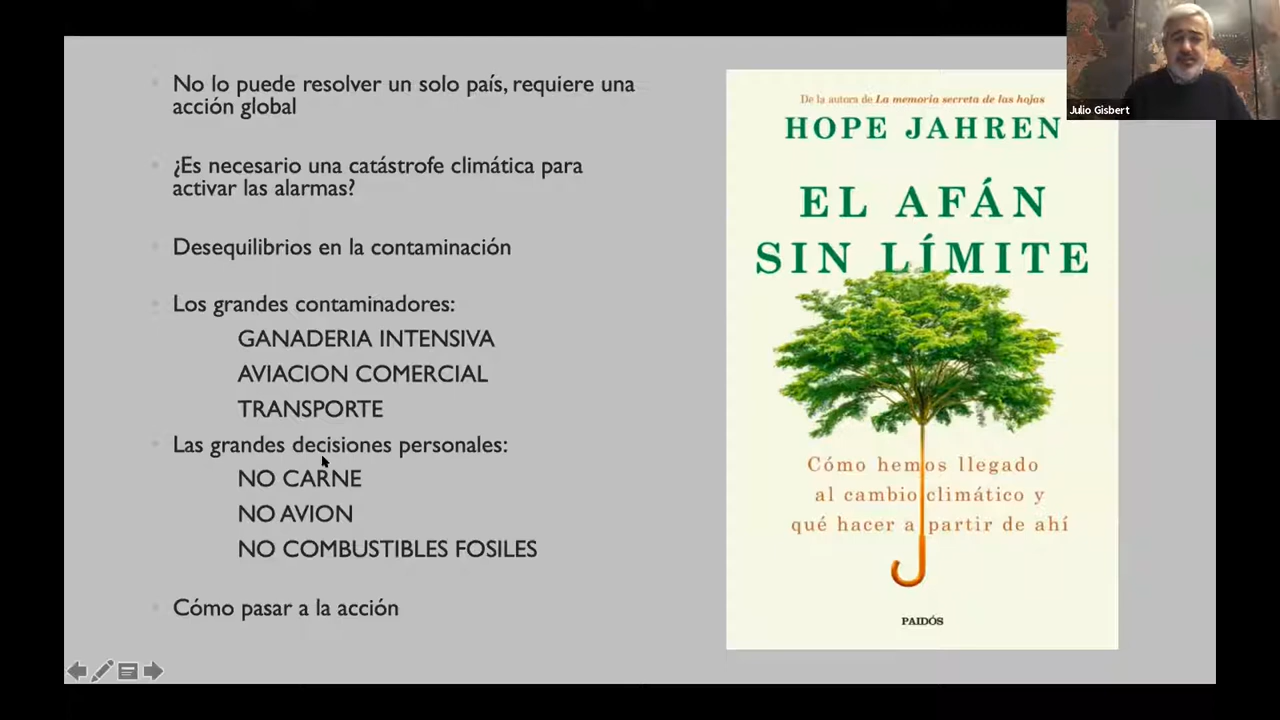 No lo puede resolver un solo país, requiere una
acción global
¿Es necesario una catástrofe climática para
activar las alarmas?
Desequilibrios en la contaminación
Los grandes contaminadores:
GANADERIA INTENSIVA
AVIACION COMERCIAL
TRANSPORTE
Las grandes decisiones personales:
NO CARNE
NO AVION
NO COMBUSTIBLES FOSILES
Cómo pasar a la acción
De la autora de La memoria secreta de las hojas
HOPE JAHREN
EL AFÁN
SIN LÍMITE
Cómo hemos llegado
al cambio climático y
qué hacer a partir de ahí
PAIDÓS
Julio Gisbert